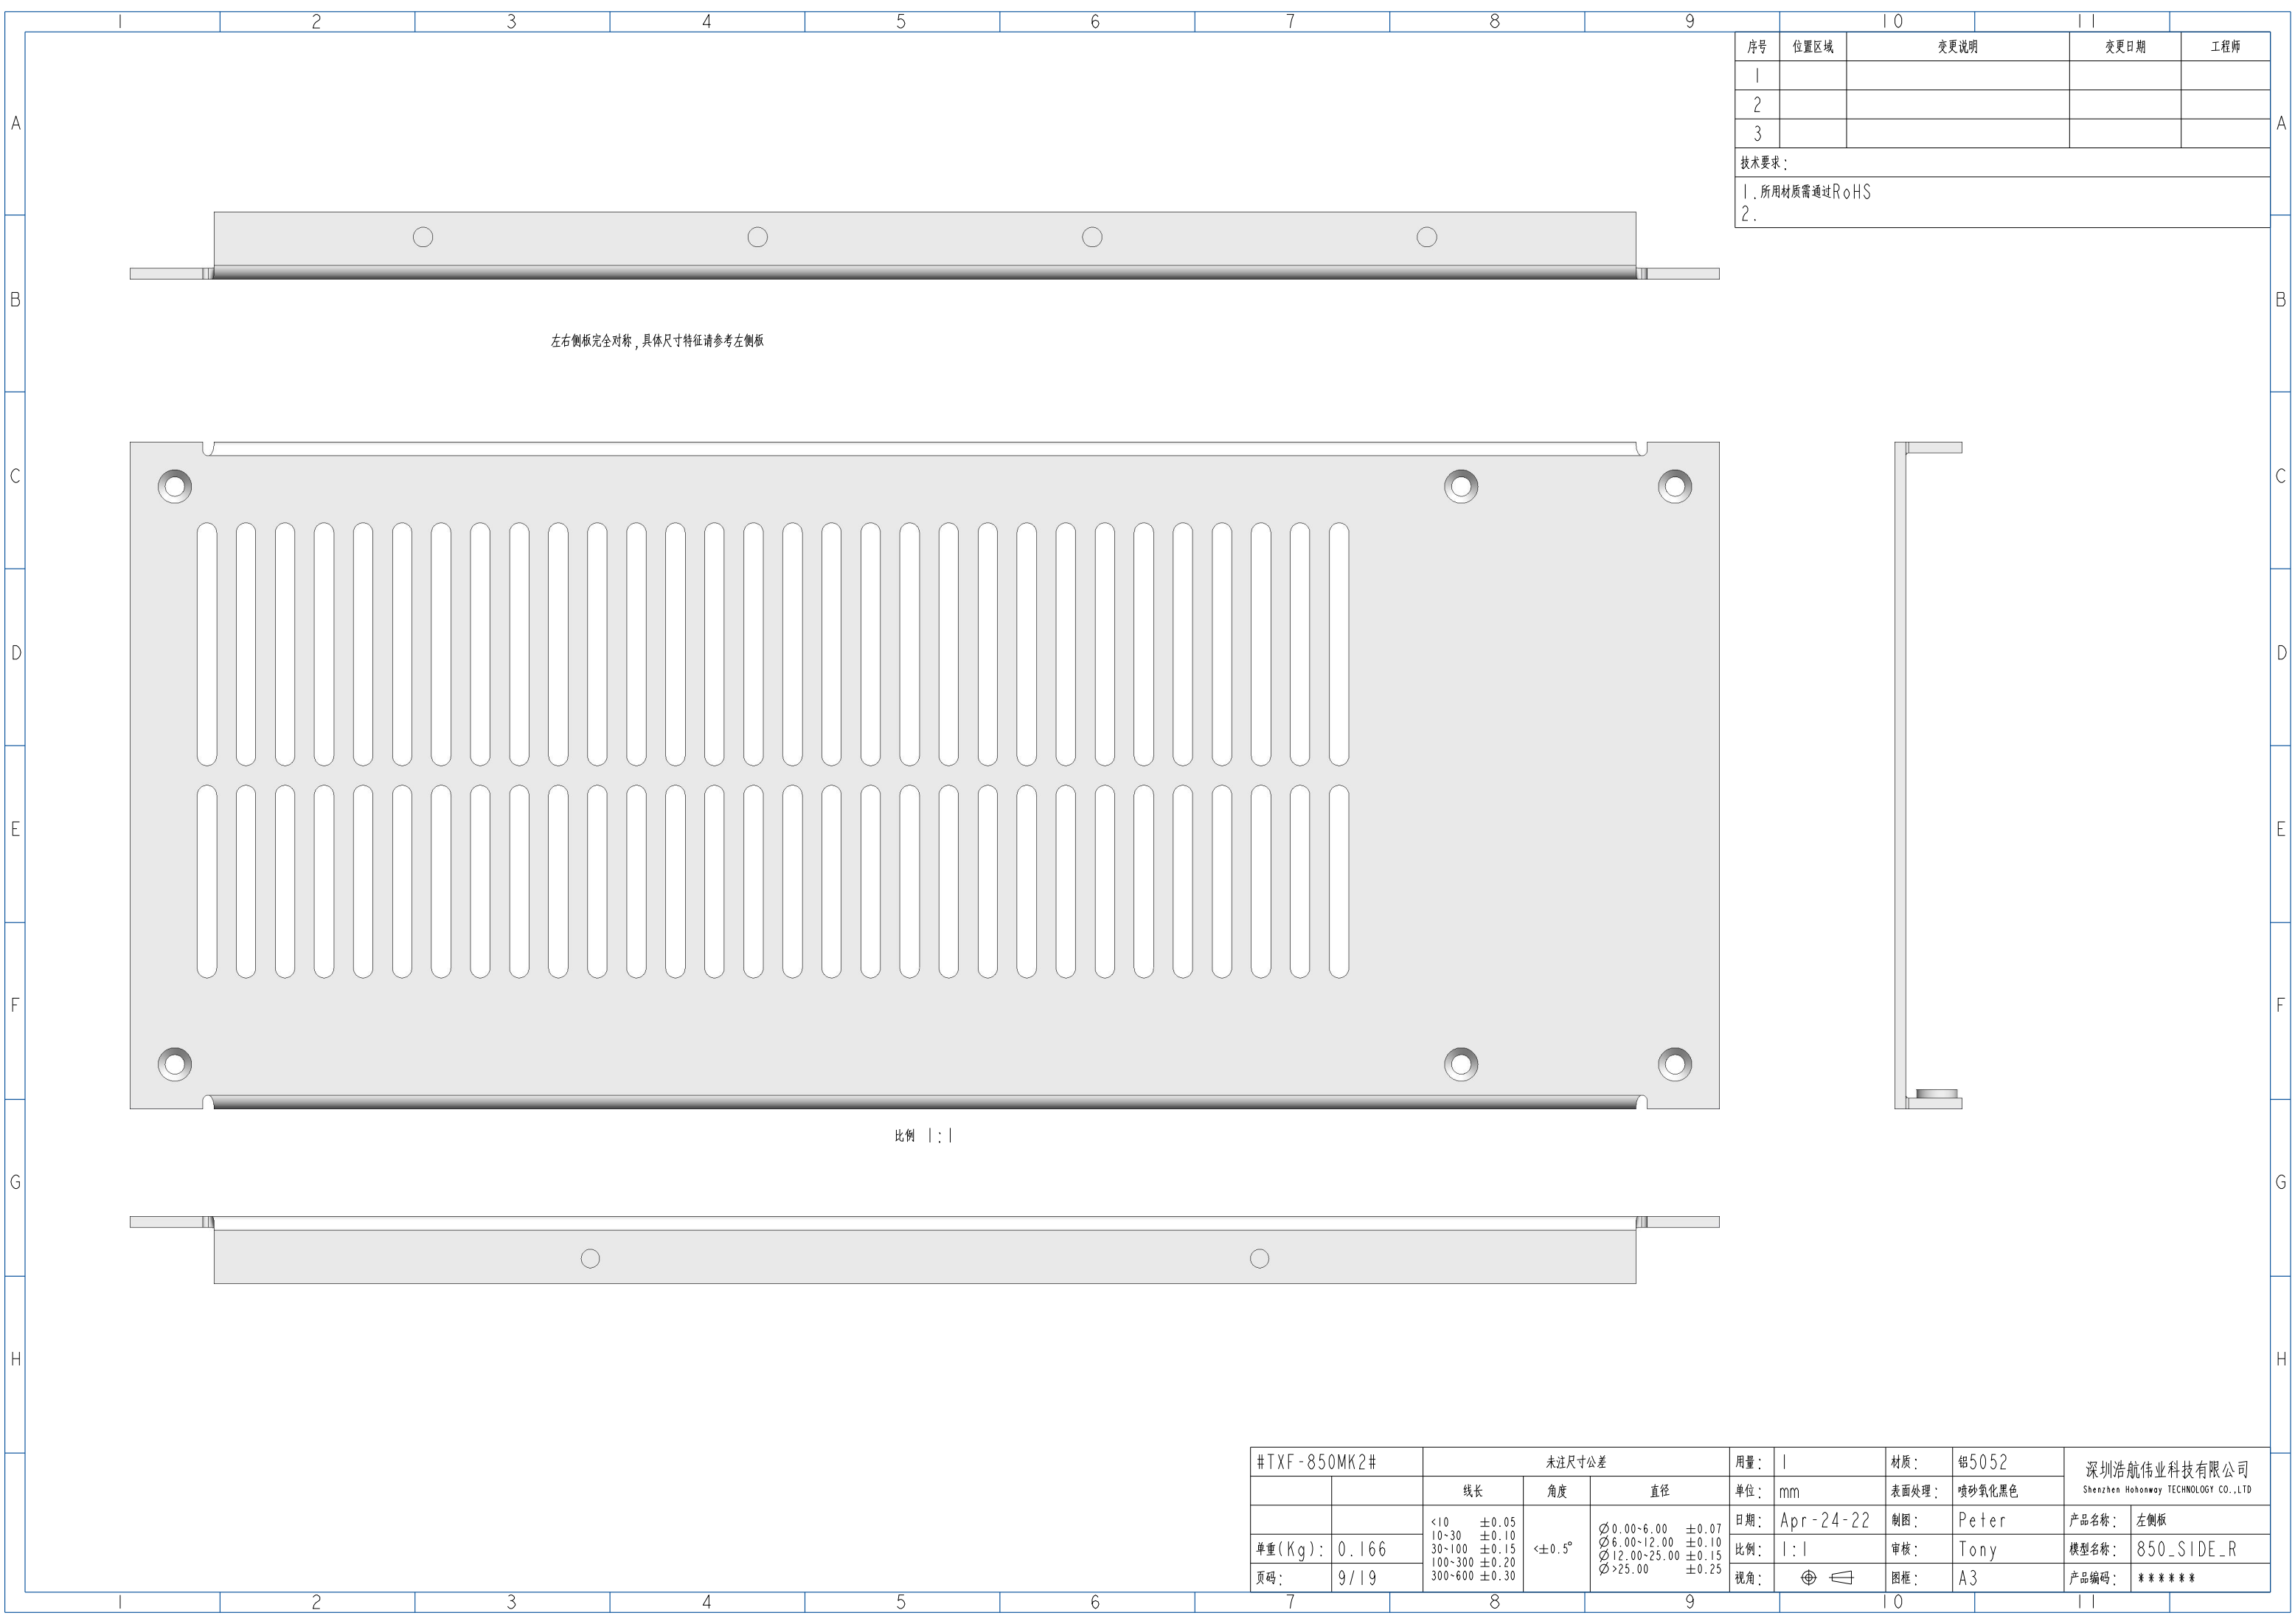 1 2 3 4 5 6 7 8 9 10 11
序号 位置区域 变更说明 变更日期 工程师
1
2
3
技术要求:
1.所用材质需通过RoHS
2.
A A
B B
左右侧板完全对称,具体尺寸特征请参考左侧板
C C
D D
E E
F F
比例 1:1
G G
H H
#TXF-850MK2# 未注尺寸公差 用量: 1 材质: 铝5052 深圳浩航伟业科技有限公司
Shenzhen Hohonway TECHNOLOGY CO.,LTD
线长 角度 直径 单位: mm 表面处理: 喷砂氧化黑色
<10 ±0.05
10~30 ±0.10
30~100 ±0.15
100~300 ±0.20
300~600 ±0.30
<±0.5°
Ø0.00~6.00 ±0.07
Ø6.00~12.00 ±0.10
Ø12.00~25.00 ±0.15
Ø>25.00 ±0.25
日期: Apr-24-22 制图: Peter 产品名称: 左侧板
单重(Kg): 0.166 比例: 1:1 审核: Tony 模型名称: 850_SIDE_R
页码: 9/19 视角: 图框: A3 产品编码: ******
1 2 3 4 5 6 7 8 9 10 11